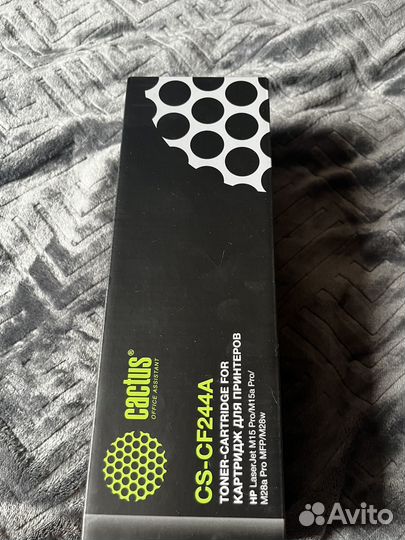 cactus®
OFFICE ASSISTANT
CS-CF244A
TONER-CARTRIDGE FOR
КАРТРИДЖ ДЛЯ ПРИНТЕРОВ
HP LaserJet M15 Pro/M15a Pro/
M28a Pro MFP/M28w
Avito